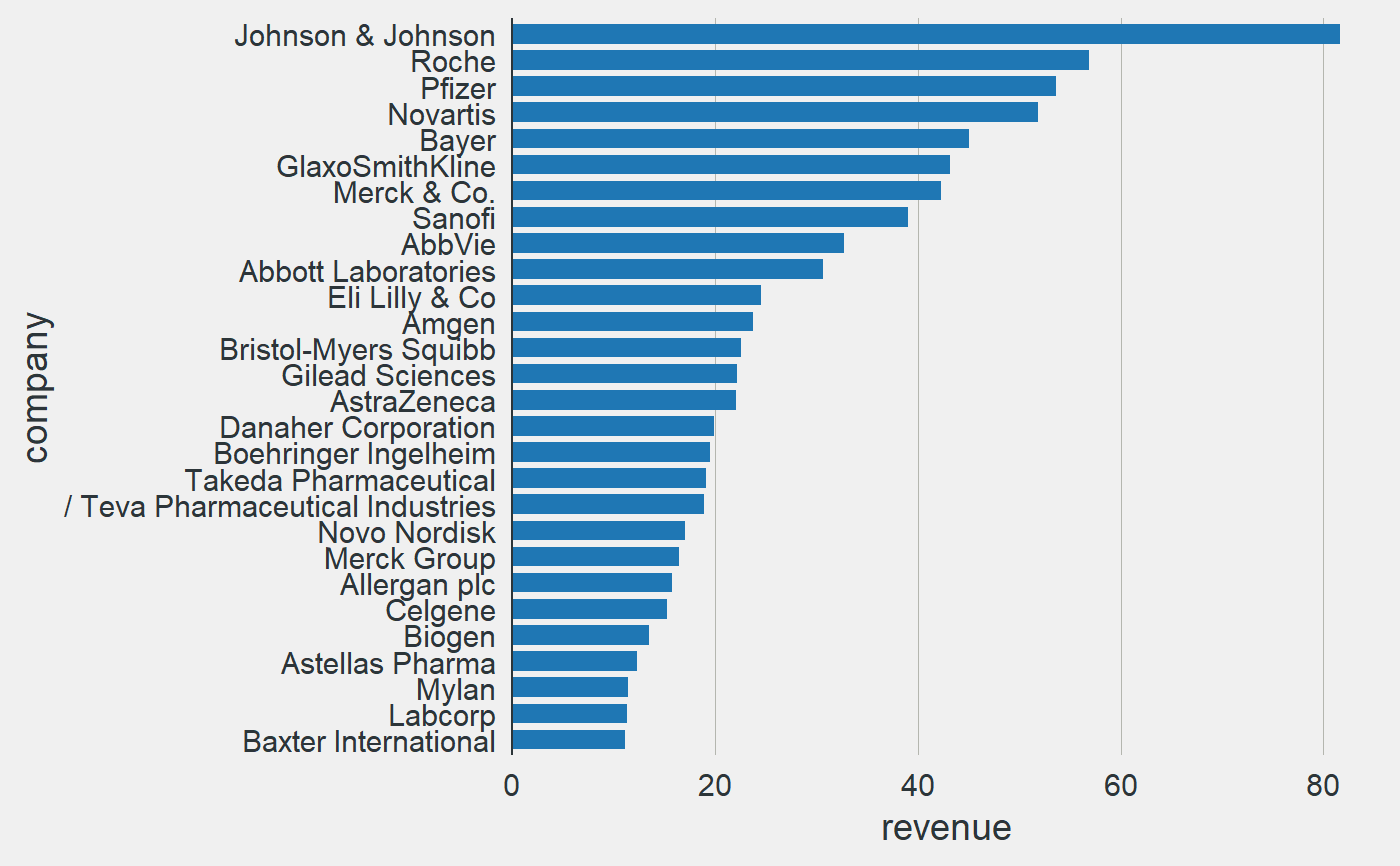 Johnson & Johnson
Roche
Pfizer
Novartis
Bayer
GlaxoSmithKline
Merck & Co.
Sanofi
AbbVie
Abbott Laboratories
Eli Lilly & Co
Amgen
Bristol-Myers Squibb
Gilead Sciences
AstraZeneca
Danaher Corporation
Boehringer Ingelheim
Takeda Pharmaceutical
/ Teva Pharmaceutical Industries
Novo Nordisk
Merck Group
Allergan plc
Celgene
Biogen
Astellas Pharma
Mylan
Labcorp
Baxter International
company
0 20 40 60 80
revenue